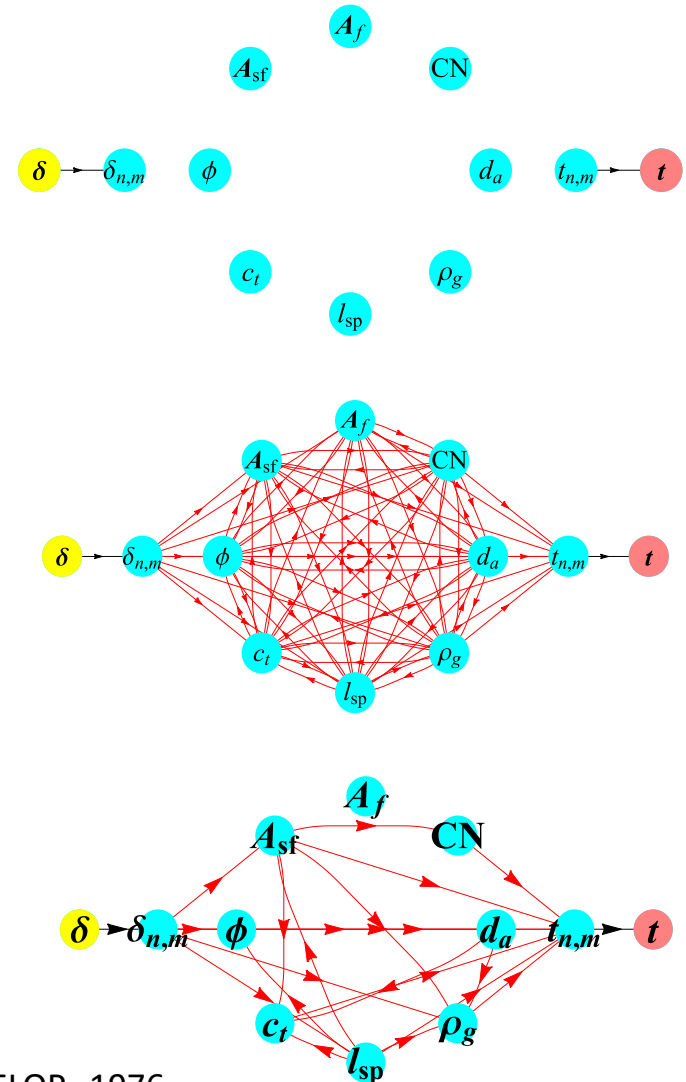 A_f
A_sf CN
δ δ_n,m ϕ d_a t_n,m t
c_t ρ_g
l_sp
A_f
A_sf CN
δ δ_n,m ϕ d_a t_n,m t
c_t ρ_g
l_sp
A_f
A_sf CN
δ δ_n,m ϕ d_a t_n,m t
c_t ρ_g
l_sp